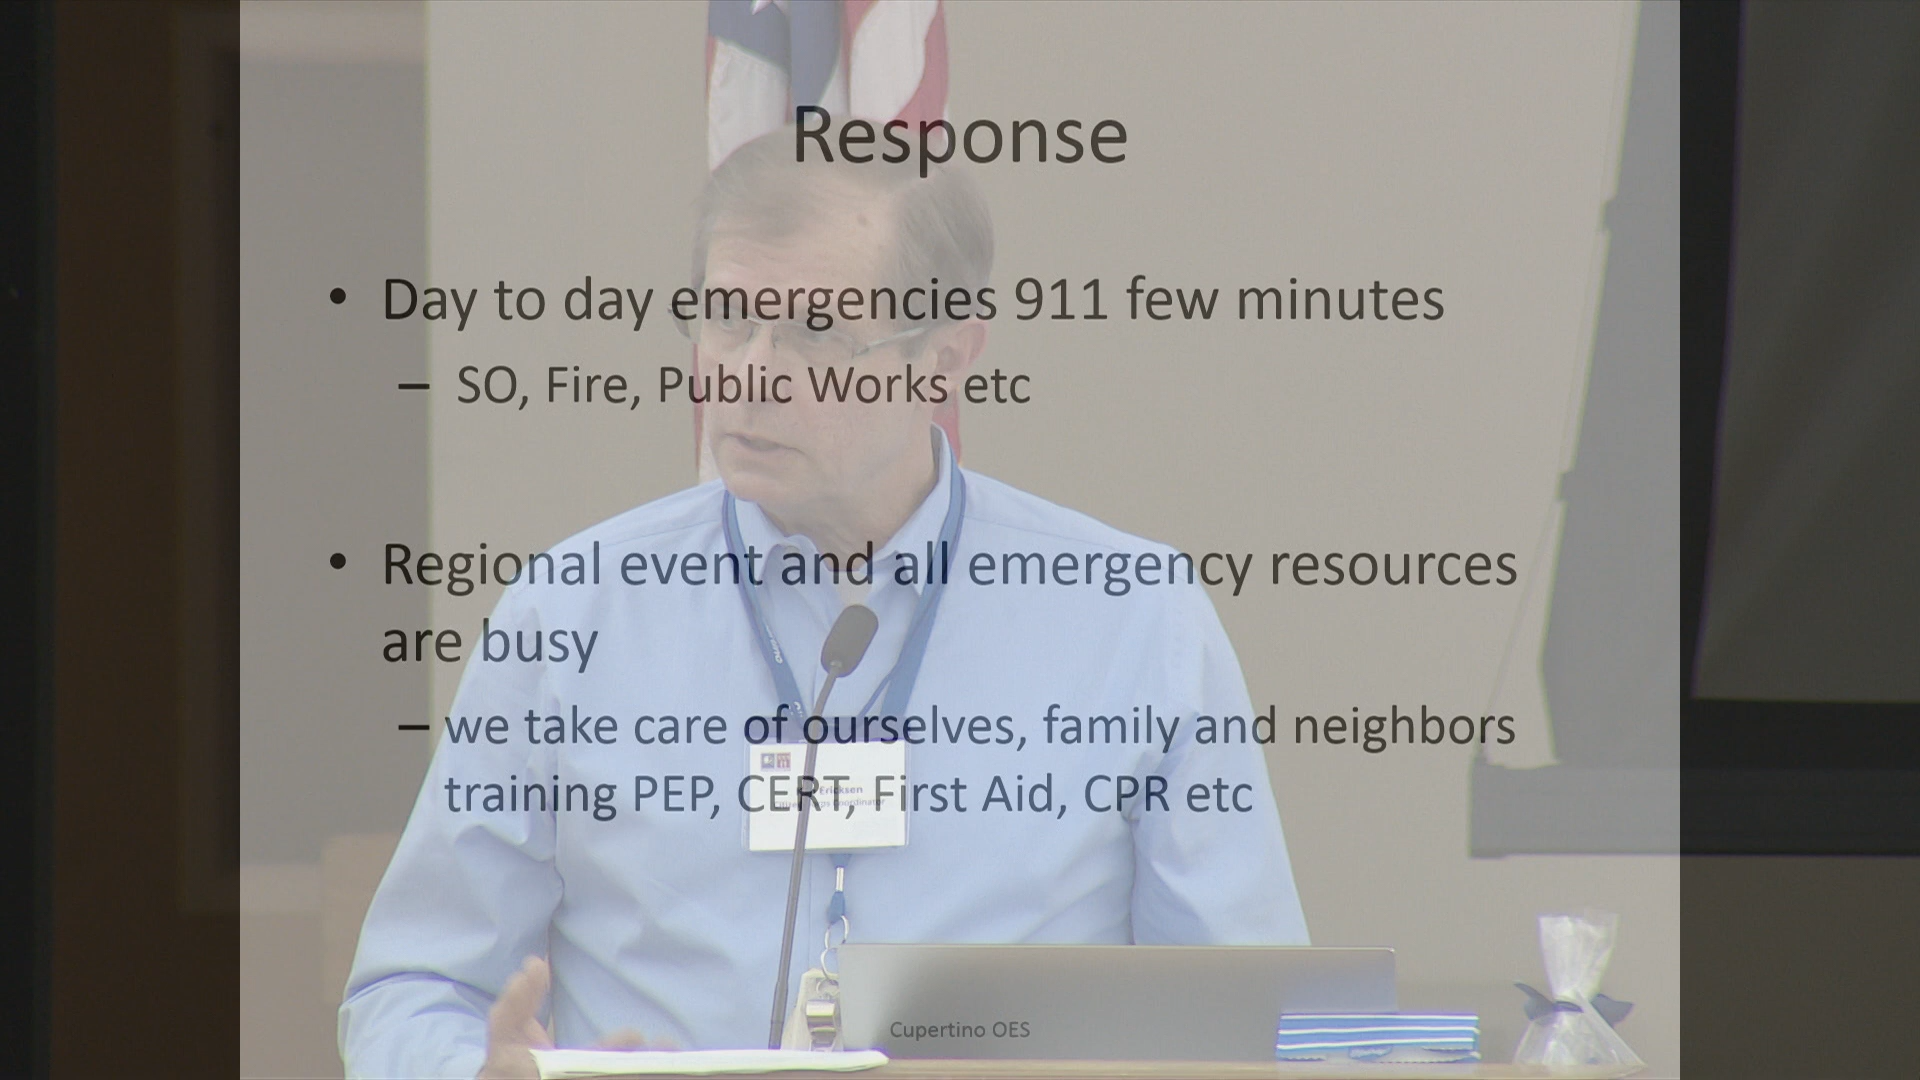 Response
• Day to day emergencies 911 few minutes
– SO, Fire, Public Works etc
• Regional event and all emergency resources
are busy
– we take care of ourselves, family and neighbors
training PEP, CERT, First Aid, CPR etc
Ericksen
Cupertino OES